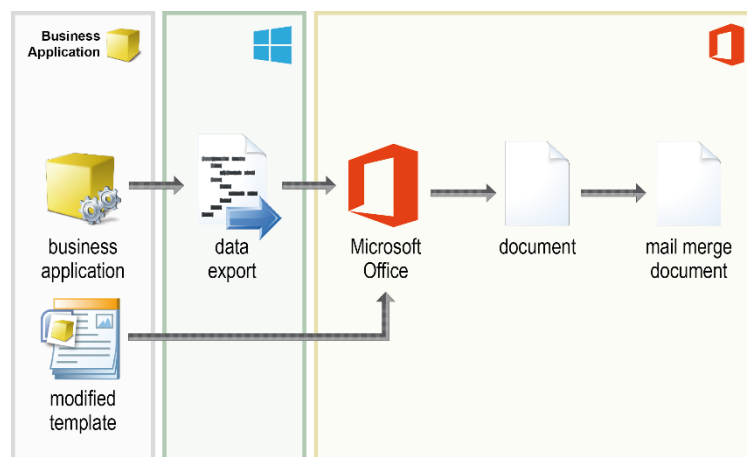 Business
Application
business
application
data
export
Microsoft
Office
document
mail merge
document
modified
template